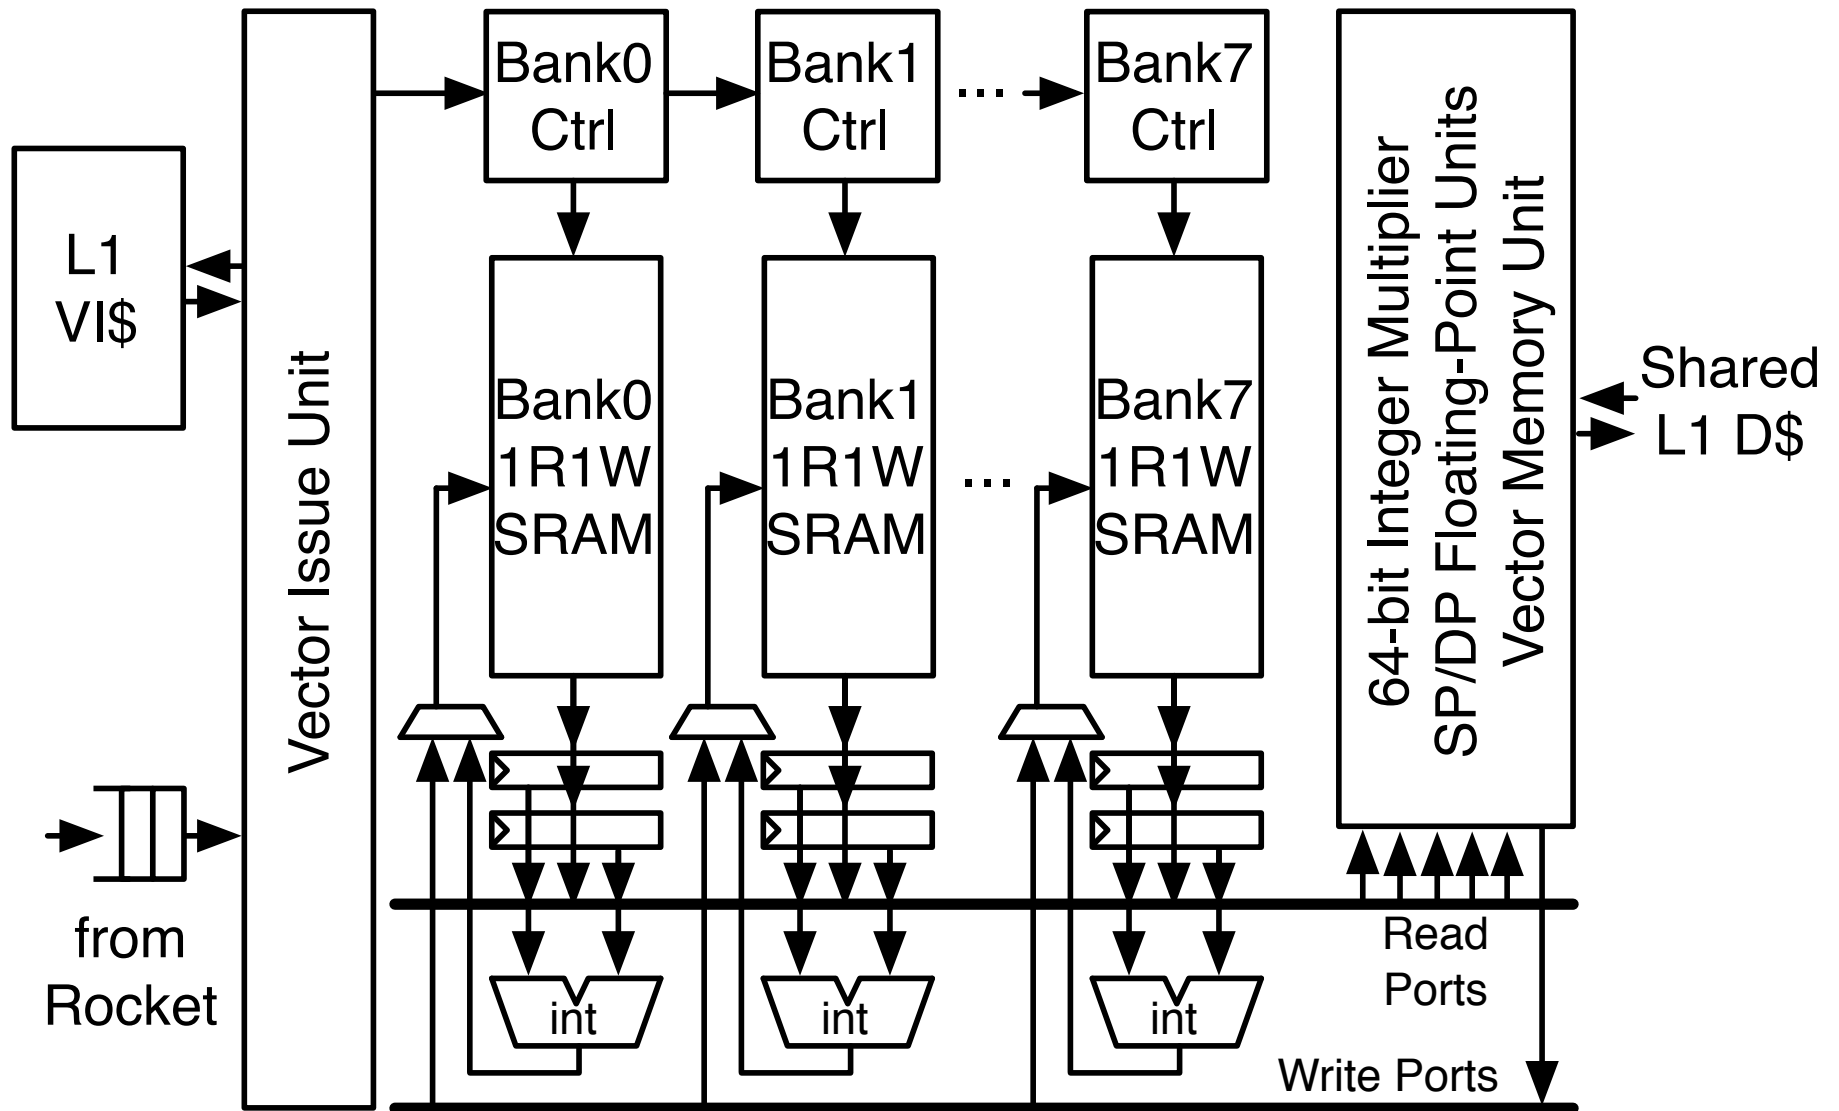 Bank0
Ctrl
Bank1
Ctrl
...
Bank7
Ctrl
L1
VI$
Vector Issue Unit
from
Rocket
Bank0
1R1W
SRAM
Bank1
1R1W
SRAM
...
Bank7
1R1W
SRAM
int
int
int
64-bit Integer Multiplier
SP/DP Floating-Point Units
Vector Memory Unit
Shared
L1 D$
Read
Ports
Write Ports